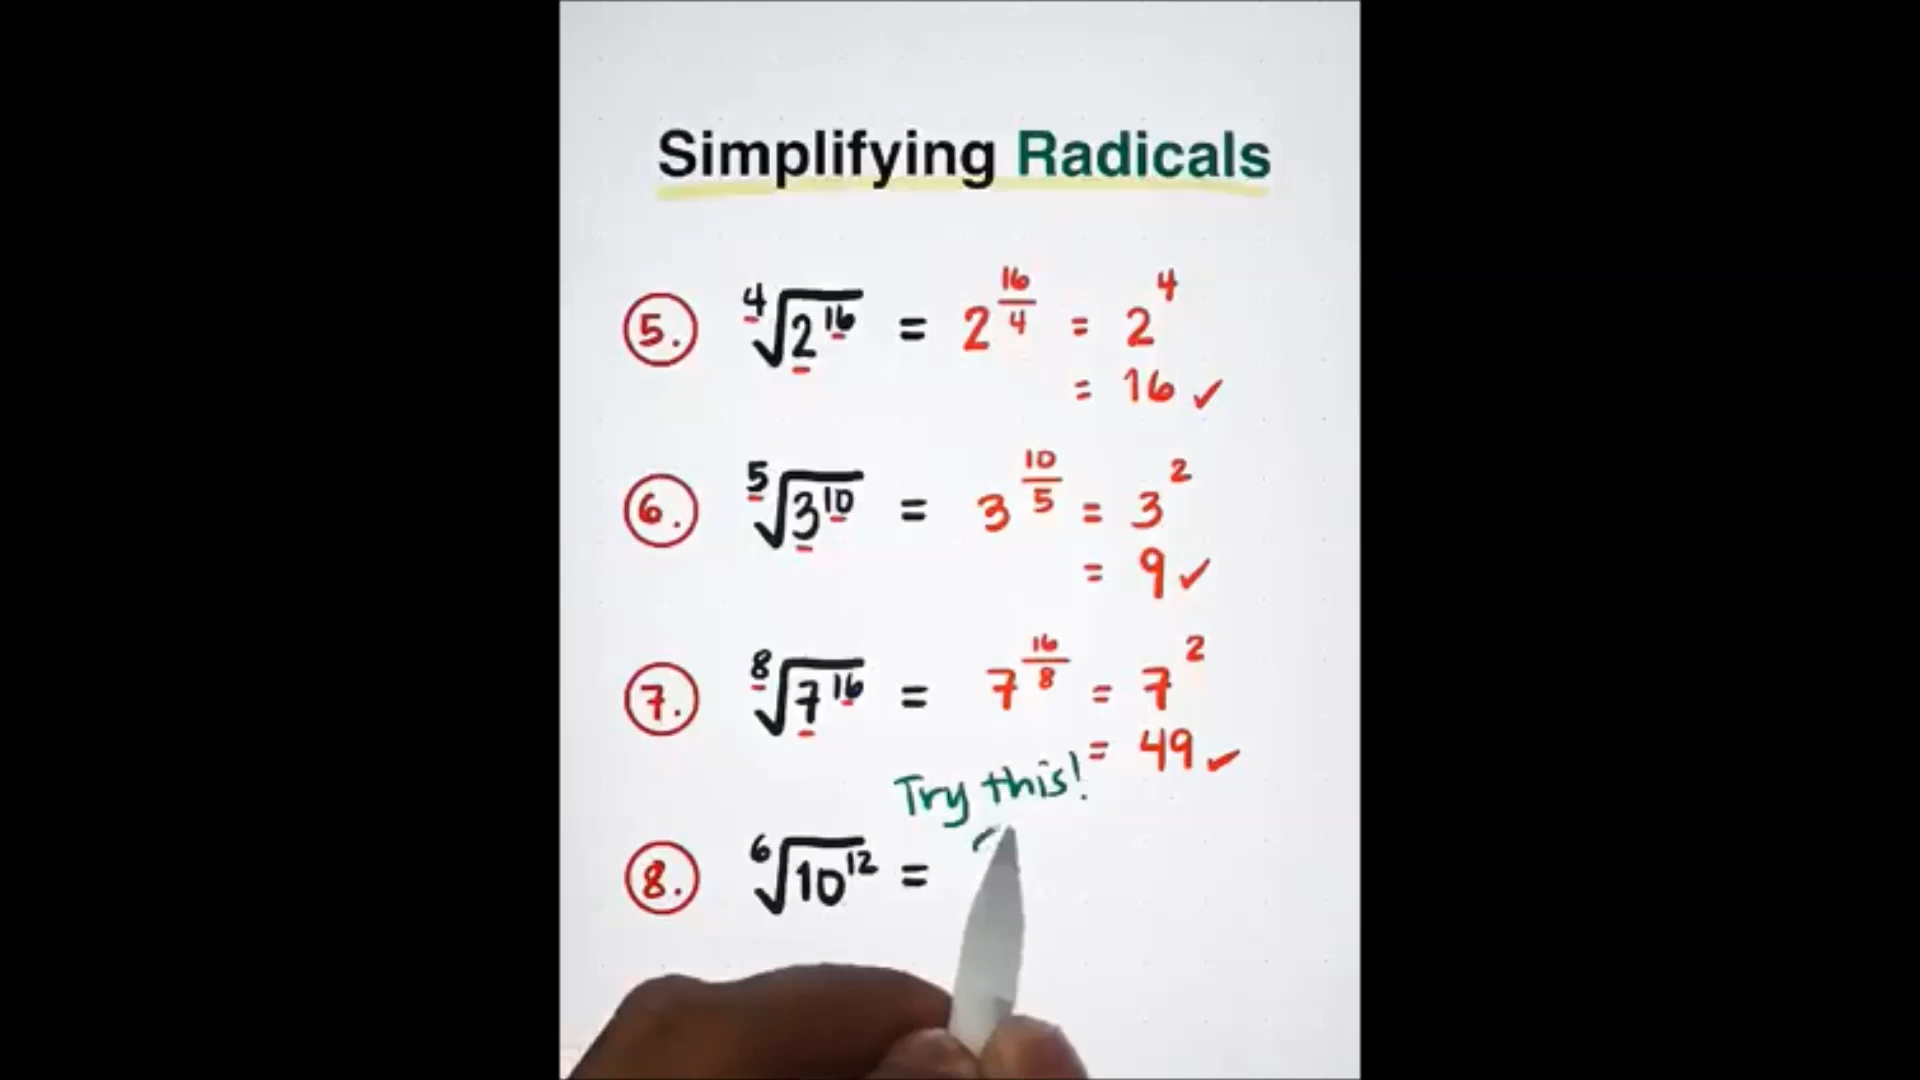 Simplifying Radicals
5. ⁴√2¹⁶ = 2^(16/4) = 2⁴
= 16 ✓
6. ⁵√3¹⁰ = 3^(10/5) = 3²
= 9 ✓
7. ⁸√7¹⁶ = 7^(16/8) = 7²
= 49 ✓
Try this!
8. ⁶√10¹² =